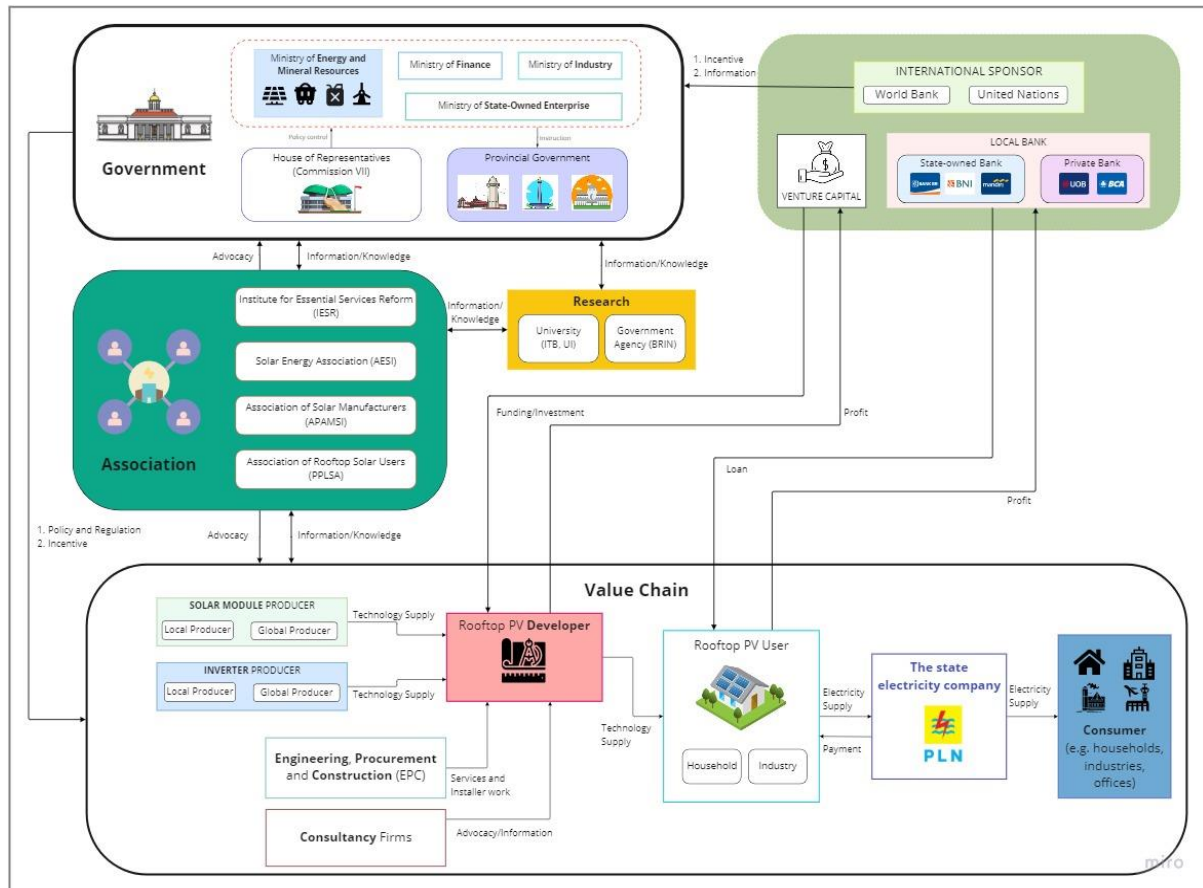 Ministry of Energy and
Mineral Resources
Ministry of Finance
Ministry of Industry
Ministry of State-Owned Enterprise
Policy control
Instruction
Government
House of Representatives
(Commission VII)
Provincial Government
1. Incentive
2. Information
INTERNATIONAL SPONSOR
World Bank
United Nations
VENTURE CAPITAL
LOCAL BANK
State-owned Bank
BANK BRI
BNI
mandiri
Private Bank
UOB
BCA
Advocacy
Information/Knowledge
Information/Knowledge
Association
Institute for Essential Services Reform
(IESR)
Solar Energy Association (AESI)
Association of Solar Manufacturers
(APAMSI)
Association of Rooftop Solar Users
(PPLSA)
Information/
Knowledge
Research
University
(ITB, UI)
Government
Agency (BRIN)
Funding/Investment
Profit
Loan
Profit
1. Policy and Regulation
2. Incentive
Advocacy
Information/Knowledge
Value Chain
SOLAR MODULE PRODUCER
Local Producer
Global Producer
Technology Supply
INVERTER PRODUCER
Local Producer
Global Producer
Technology Supply
Rooftop PV Developer
Engineering, Procurement
and Construction (EPC)
Services and
Installer work
Consultancy Firms
Advocacy/Information
Technology
Supply
Rooftop PV User
Household
Industry
Electricity
Supply
Payment
The state
electricity company
PLN
Electricity
Supply
Consumer
(e.g. households,
industries,
offices)
miro